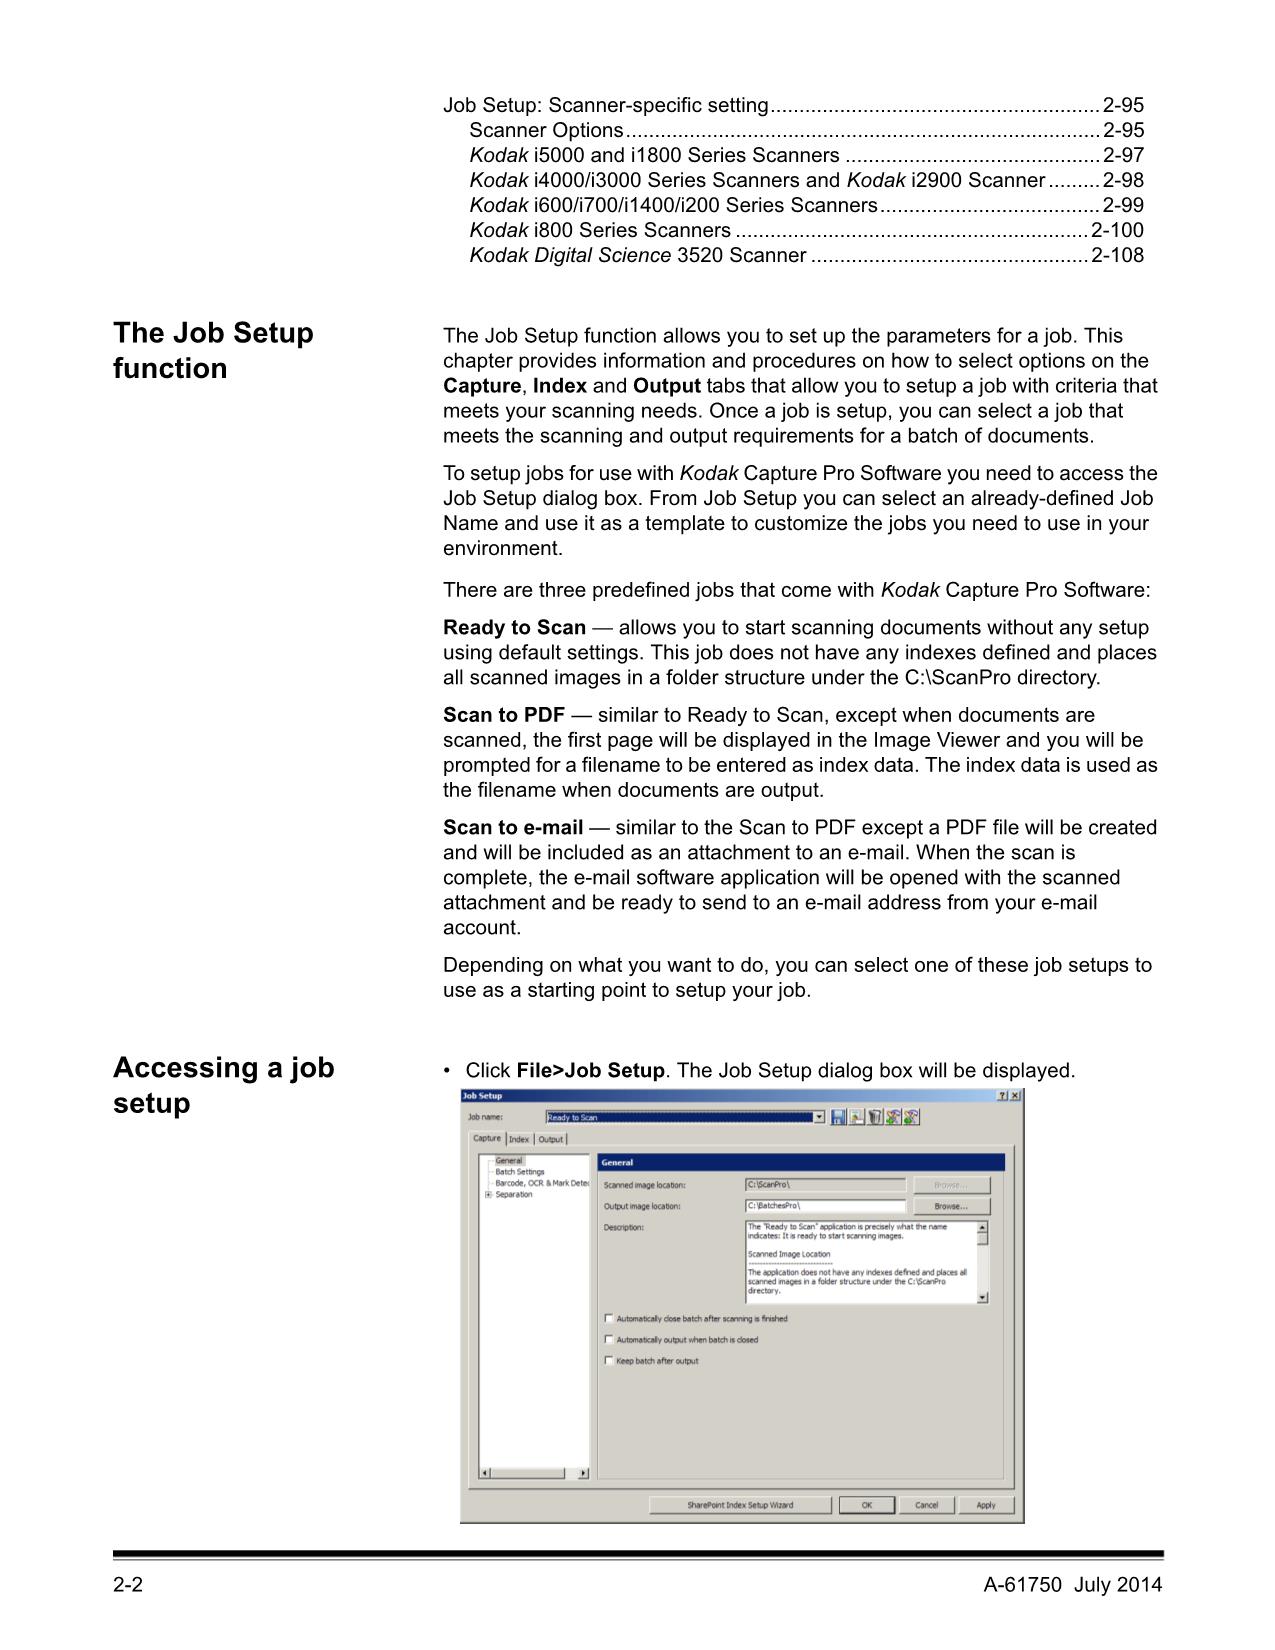 Job Setup: Scanner-specific setting.........................................................2-95
Scanner Options..................................................................................2-95
Kodak i5000 and i1800 Series Scanners ............................................2-97
Kodak i4000/i3000 Series Scanners and Kodak i2900 Scanner.........2-98
Kodak i600/i700/i1400/i200 Series Scanners......................................2-99
Kodak i800 Series Scanners .............................................................2-100
Kodak Digital Science 3520 Scanner ................................................2-108
The Job Setup
function
The Job Setup function allows you to set up the parameters for a job. This
chapter provides information and procedures on how to select options on the
Capture, Index and Output tabs that allow you to setup a job with criteria that
meets your scanning needs. Once a job is setup, you can select a job that
meets the scanning and output requirements for a batch of documents.
To setup jobs for use with Kodak Capture Pro Software you need to access the
Job Setup dialog box. From Job Setup you can select an already-defined Job
Name and use it as a template to customize the jobs you need to use in your
environment.
There are three predefined jobs that come with Kodak Capture Pro Software:
Ready to Scan — allows you to start scanning documents without any setup
using default settings. This job does not have any indexes defined and places
all scanned images in a folder structure under the C:\ScanPro directory.
Scan to PDF — similar to Ready to Scan, except when documents are
scanned, the first page will be displayed in the Image Viewer and you will be
prompted for a filename to be entered as index data. The index data is used as
the filename when documents are output.
Scan to e-mail — similar to the Scan to PDF except a PDF file will be created
and will be included as an attachment to an e-mail. When the scan is
complete, the e-mail software application will be opened with the scanned
attachment and be ready to send to an e-mail address from your e-mail
account.
Depending on what you want to do, you can select one of these job setups to
use as a starting point to setup your job.
Accessing a job
setup
• Click File>Job Setup. The Job Setup dialog box will be displayed.
Job Setup
Job name: Ready to Scan
Capture Index Output
General
Batch Settings
Barcode, OCR & Mark Detec
Separation
General
Scanned image location: C:\ScanPro\ Browse...
Output image location: C:\BatchesPro\ Browse...
Description: The "Ready to Scan" application is precisely what the name
indicates: It is ready to start scanning images.
Scanned Image Location
----------------------------
The application does not have any indexes defined and places all
scanned images in a folder structure under the C:\ScanPro
directory.
Automatically close batch after scanning is finished
Automatically output when batch is closed
Keep batch after output
SharePoint Index Setup Wizard OK Cancel Apply
2-2 A-61750 July 2014